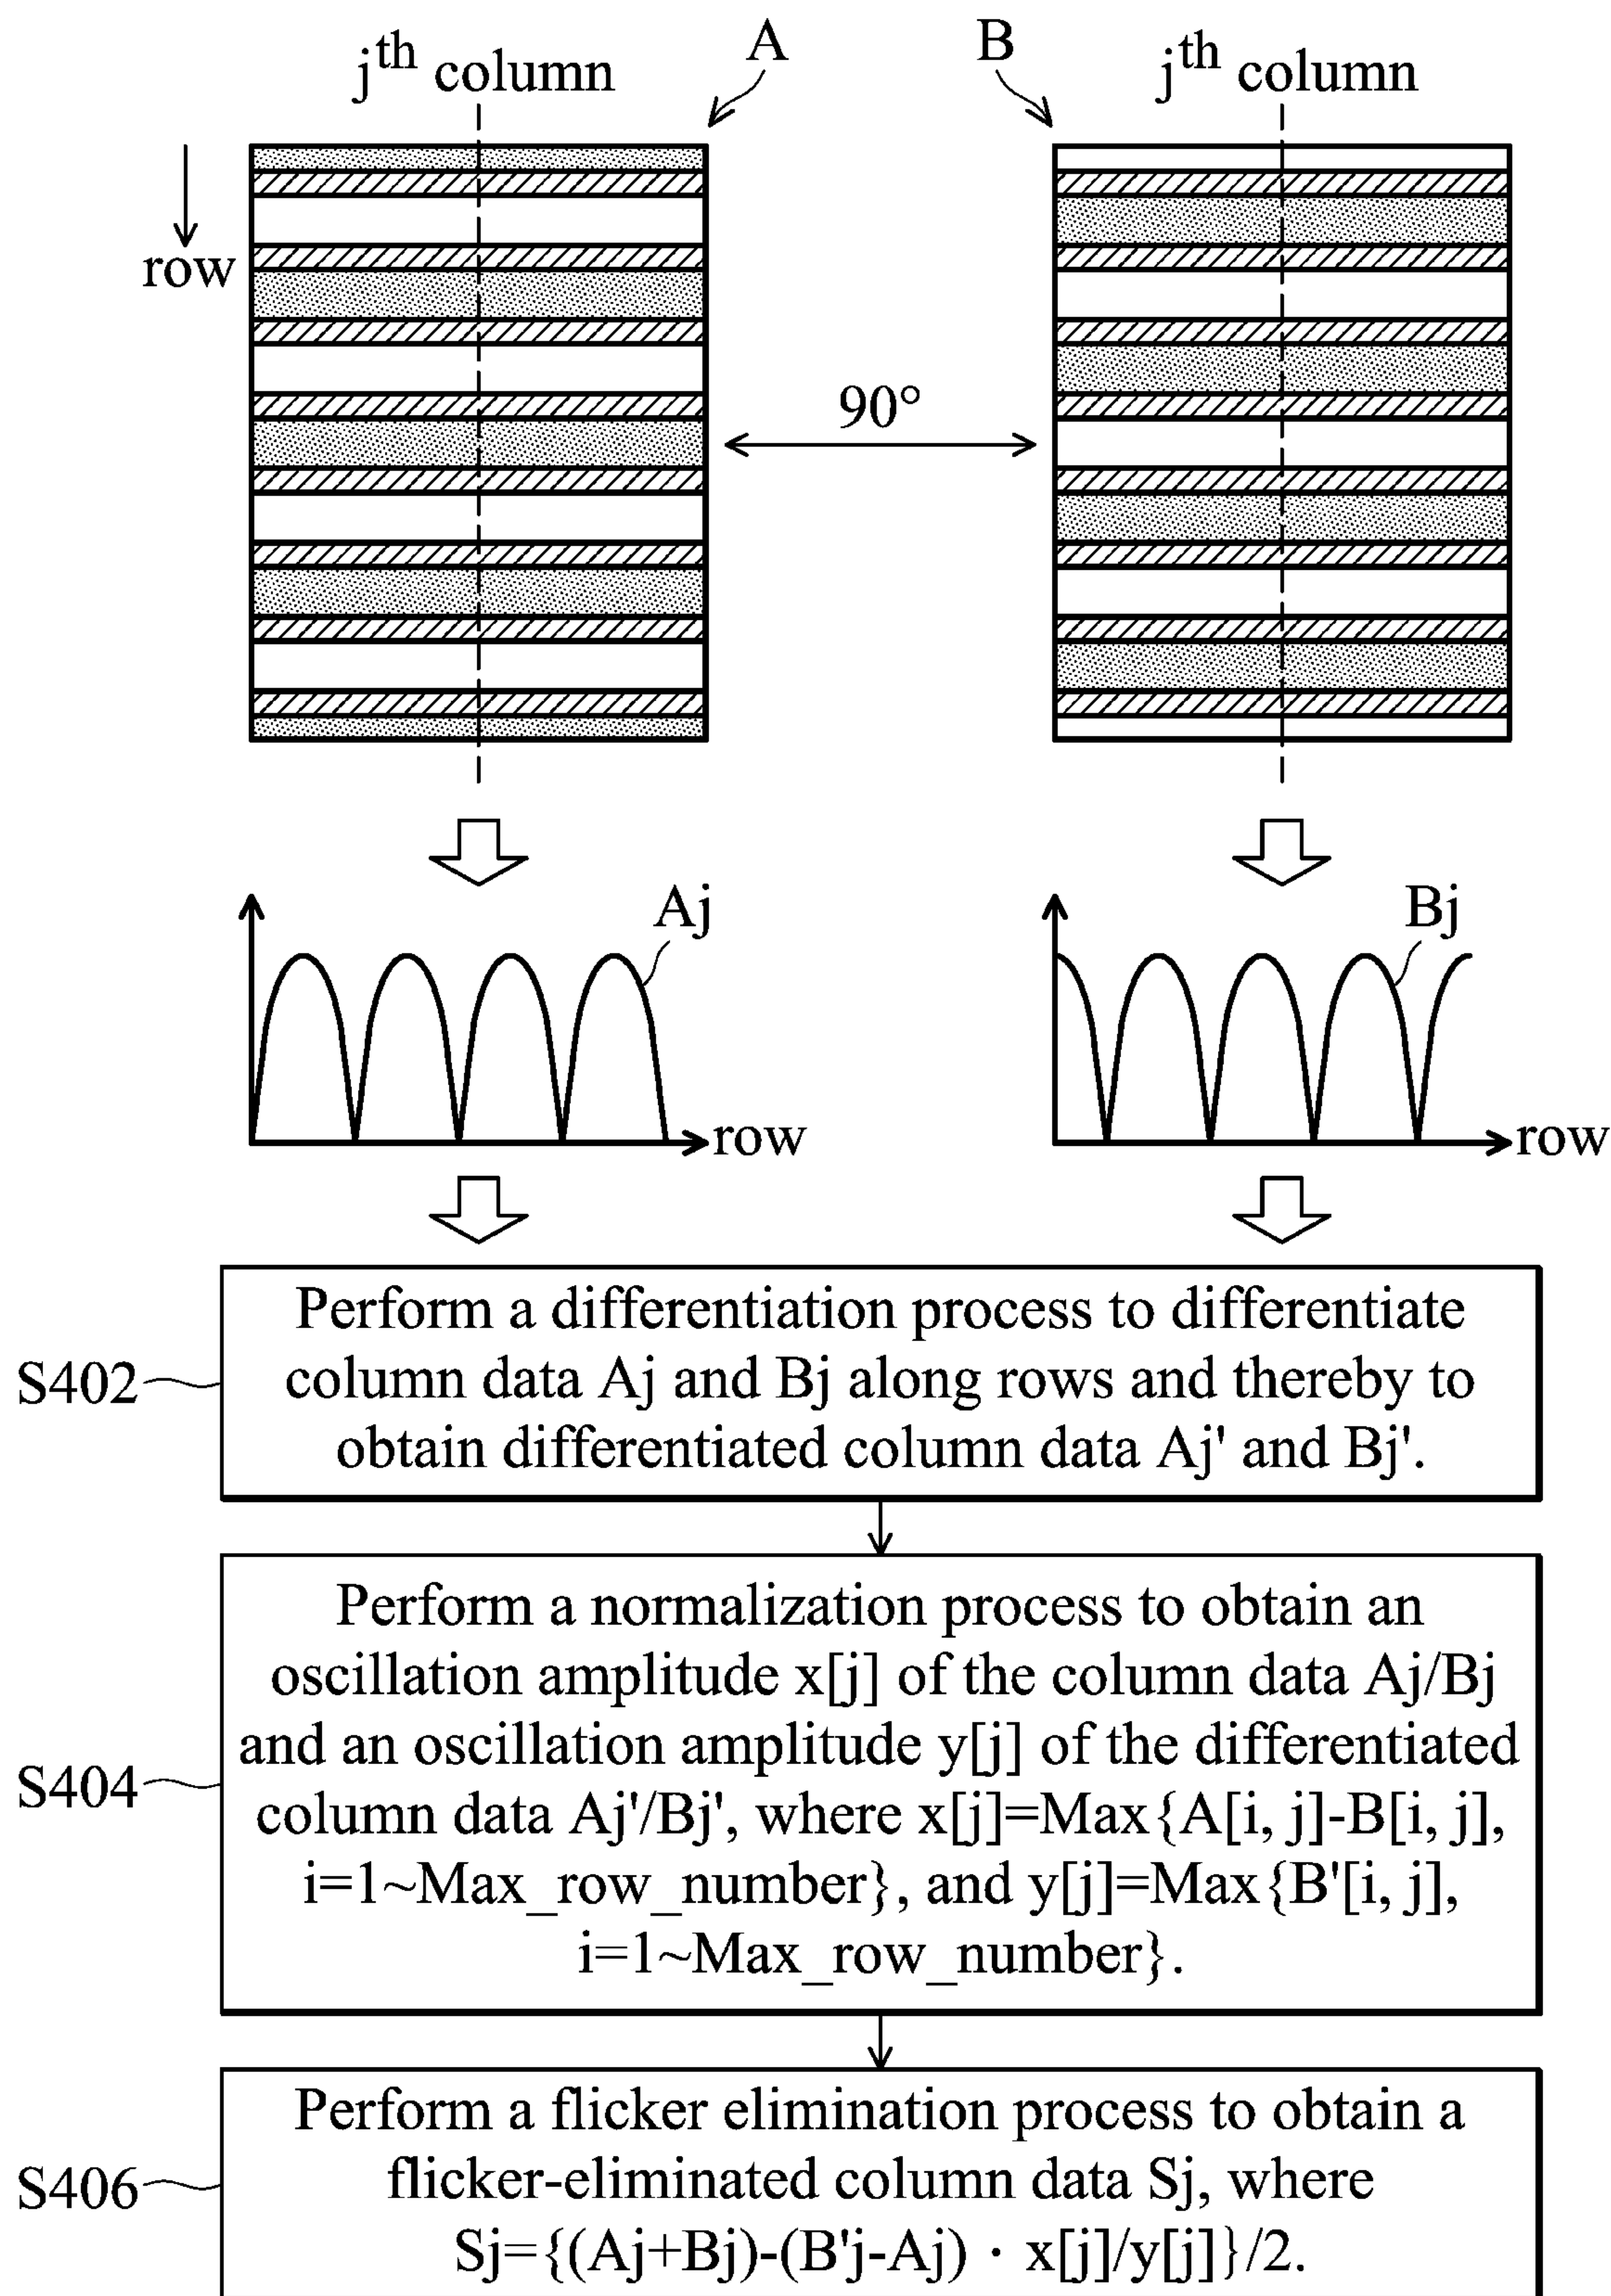 A
B
jth column
jth column
row
90°
Aj
Bj
row
row
S402
Perform a differentiation process to differentiate
column data Aj and Bj along rows and thereby to
obtain differentiated column data Aj' and Bj'.
S404
Perform a normalization process to obtain an
oscillation amplitude x[j] of the column data Aj/Bj
and an oscillation amplitude y[j] of the differentiated
column data Aj'/Bj', where x[j]=Max{A[i, j]-B[i, j],
i=1~Max_row_number}, and y[j]=Max{B'[i, j],
i=1~Max_row_number}.
S406
Perform a flicker elimination process to obtain a
flicker-eliminated column data Sj, where
Sj={(Aj+Bj)-(B'j-Aj) · x[j]/y[j]}/2.